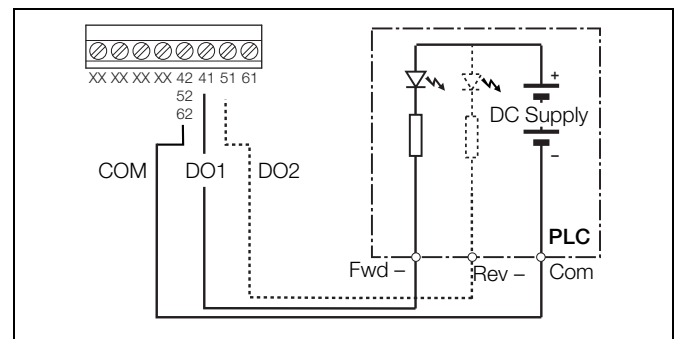 XX XX XX XX 42 41 51 61
52
62
COM DO1 DO2
+
DC Supply
–
PLC
Fwd – Rev – Com